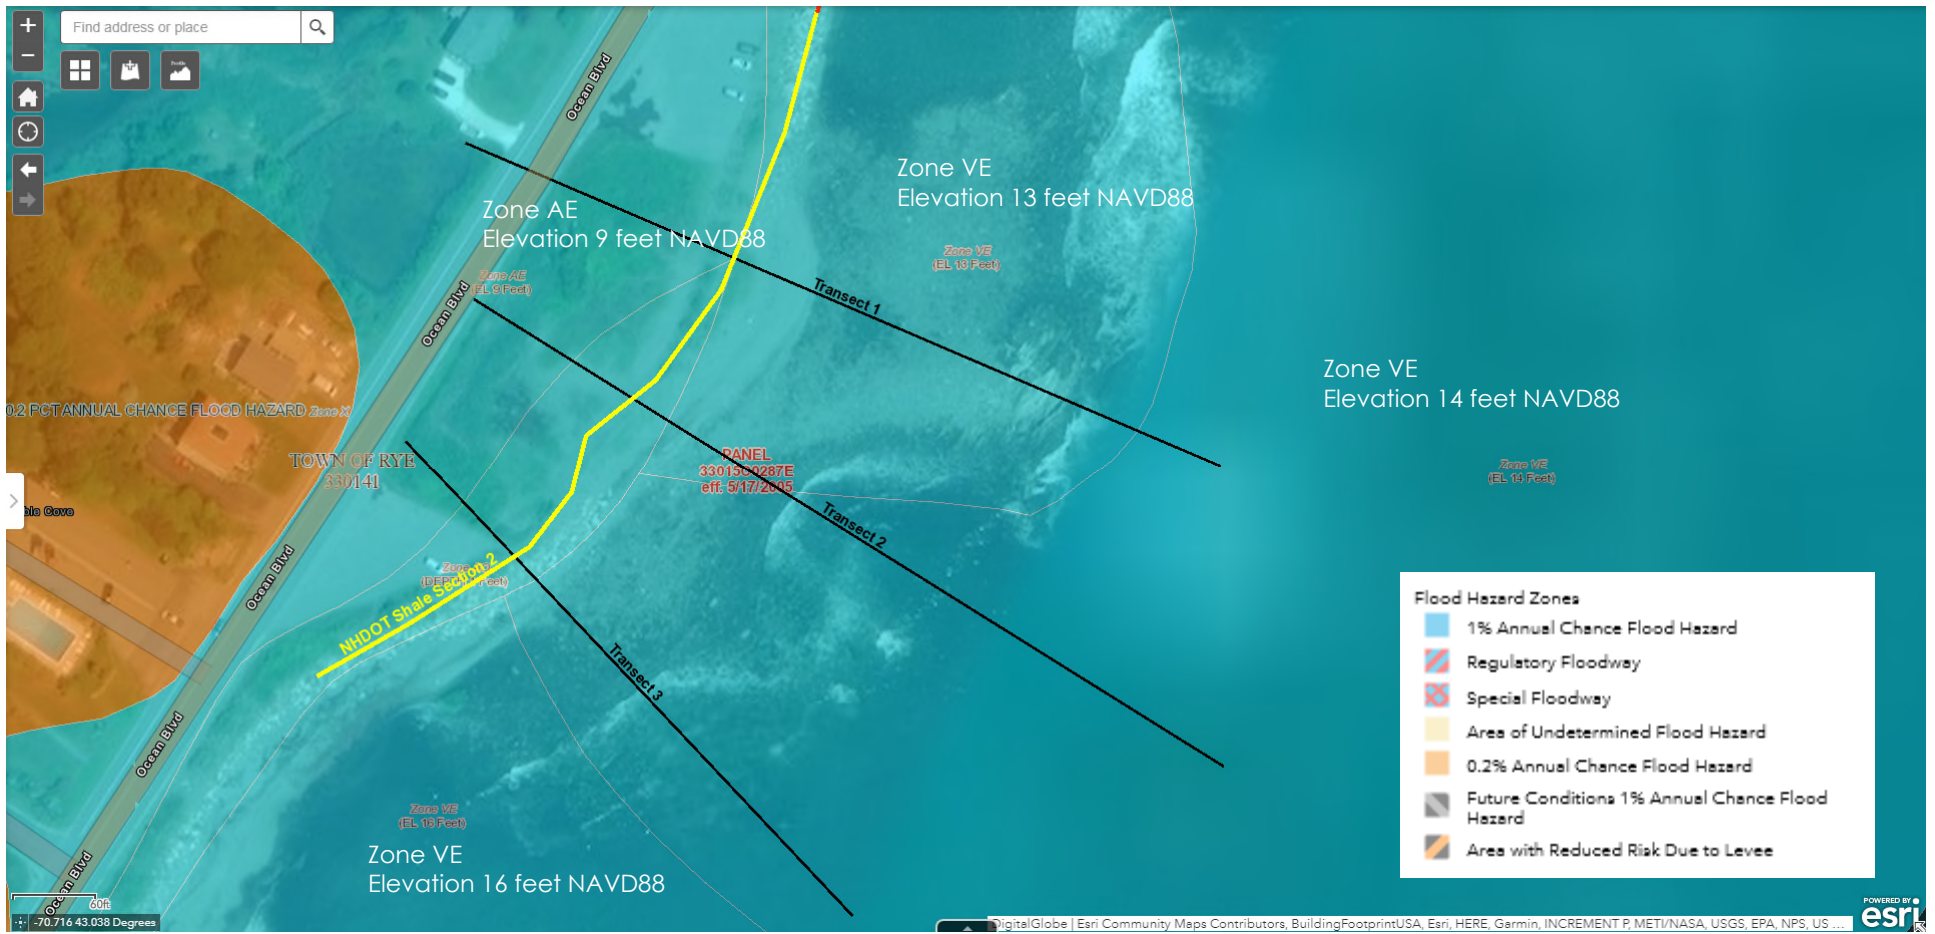 +
Find address or place
−
Profile
Ocean Blvd
Zone VE
Elevation 13 feet NAVD88
Zone AE
Elevation 9 feet NAVD88
Zone VE
(EL 13 Feet)
Zone AE
(EL 9 Feet)
Ocean Blvd
Transect 1
Zone VE
Elevation 14 feet NAVD88
0.2 PCT ANNUAL CHANCE FLOOD HAZARD Zone X
TOWN OF RYE
330141
PANEL
33015C0287E
eff. 5/17/2005
Zone VE
(EL 14 Feet)
Cove
Transect 2
Ocean Blvd
Zone
NHDOT Shale Section 2
Transect 3
Ocean Blvd
Zone VE
(EL 16 Feet)
Zone VE
Elevation 16 feet NAVD88
Ocean Blvd
Flood Hazard Zones
1% Annual Chance Flood Hazard
Regulatory Floodway
Special Floodway
Area of Undetermined Flood Hazard
0.2% Annual Chance Flood Hazard
Future Conditions 1% Annual Chance Flood
Hazard
Area with Reduced Risk Due to Levee
60ft
-70.716 43.038 Degrees
DigitalGlobe | Esri Community Maps Contributors, BuildingFootprintUSA, Esri, HERE, Garmin, INCREMENT P, METI/NASA, USGS, EPA, NPS, US ...
POWERED BY
esri